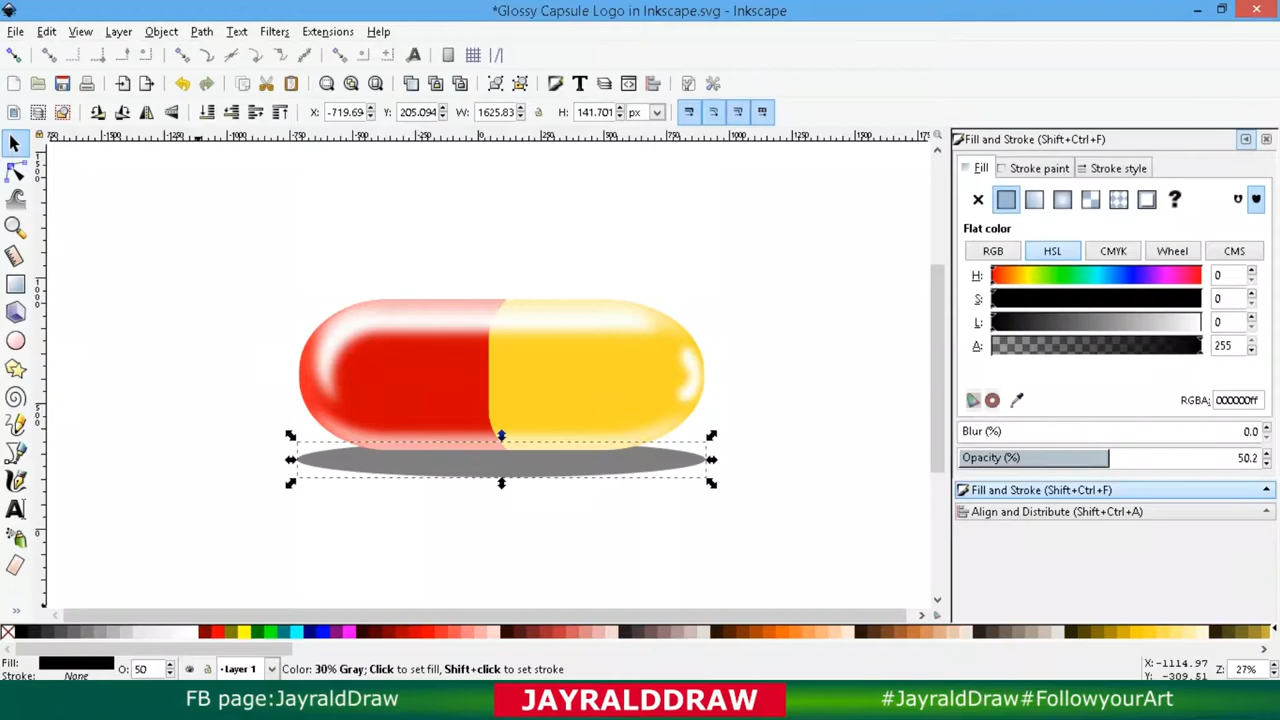 *Glossy Capsule Logo in Inkscape.svg - Inkscape
File Edit View Layer Object Path Text Filters Extensions Help
X: -719.69 Y: 205.094 W: 1625.83 H: 141.701 px
Fill and Stroke (Shift+Ctrl+F)
Fill Stroke paint Stroke style
Flat color
RGB HSL CMYK Wheel CMS
H: 0
S: 0
L: 0
A: 255
RGBA: 000000ff
Blur (%) 0.0
Opacity (%) 50.2
Fill and Stroke (Shift+Ctrl+F)
Align and Distribute (Shift+Ctrl+A)
Fill: O: 50 Layer 1 Color: 30% Gray; Click to set fill, Shift+click to set stroke X:-1114.97 Z: 27%
Stroke: None Y: -309.51
FB page:JayraldDraw JAYRALDDRAW #JayraldDraw#FollowyourArt